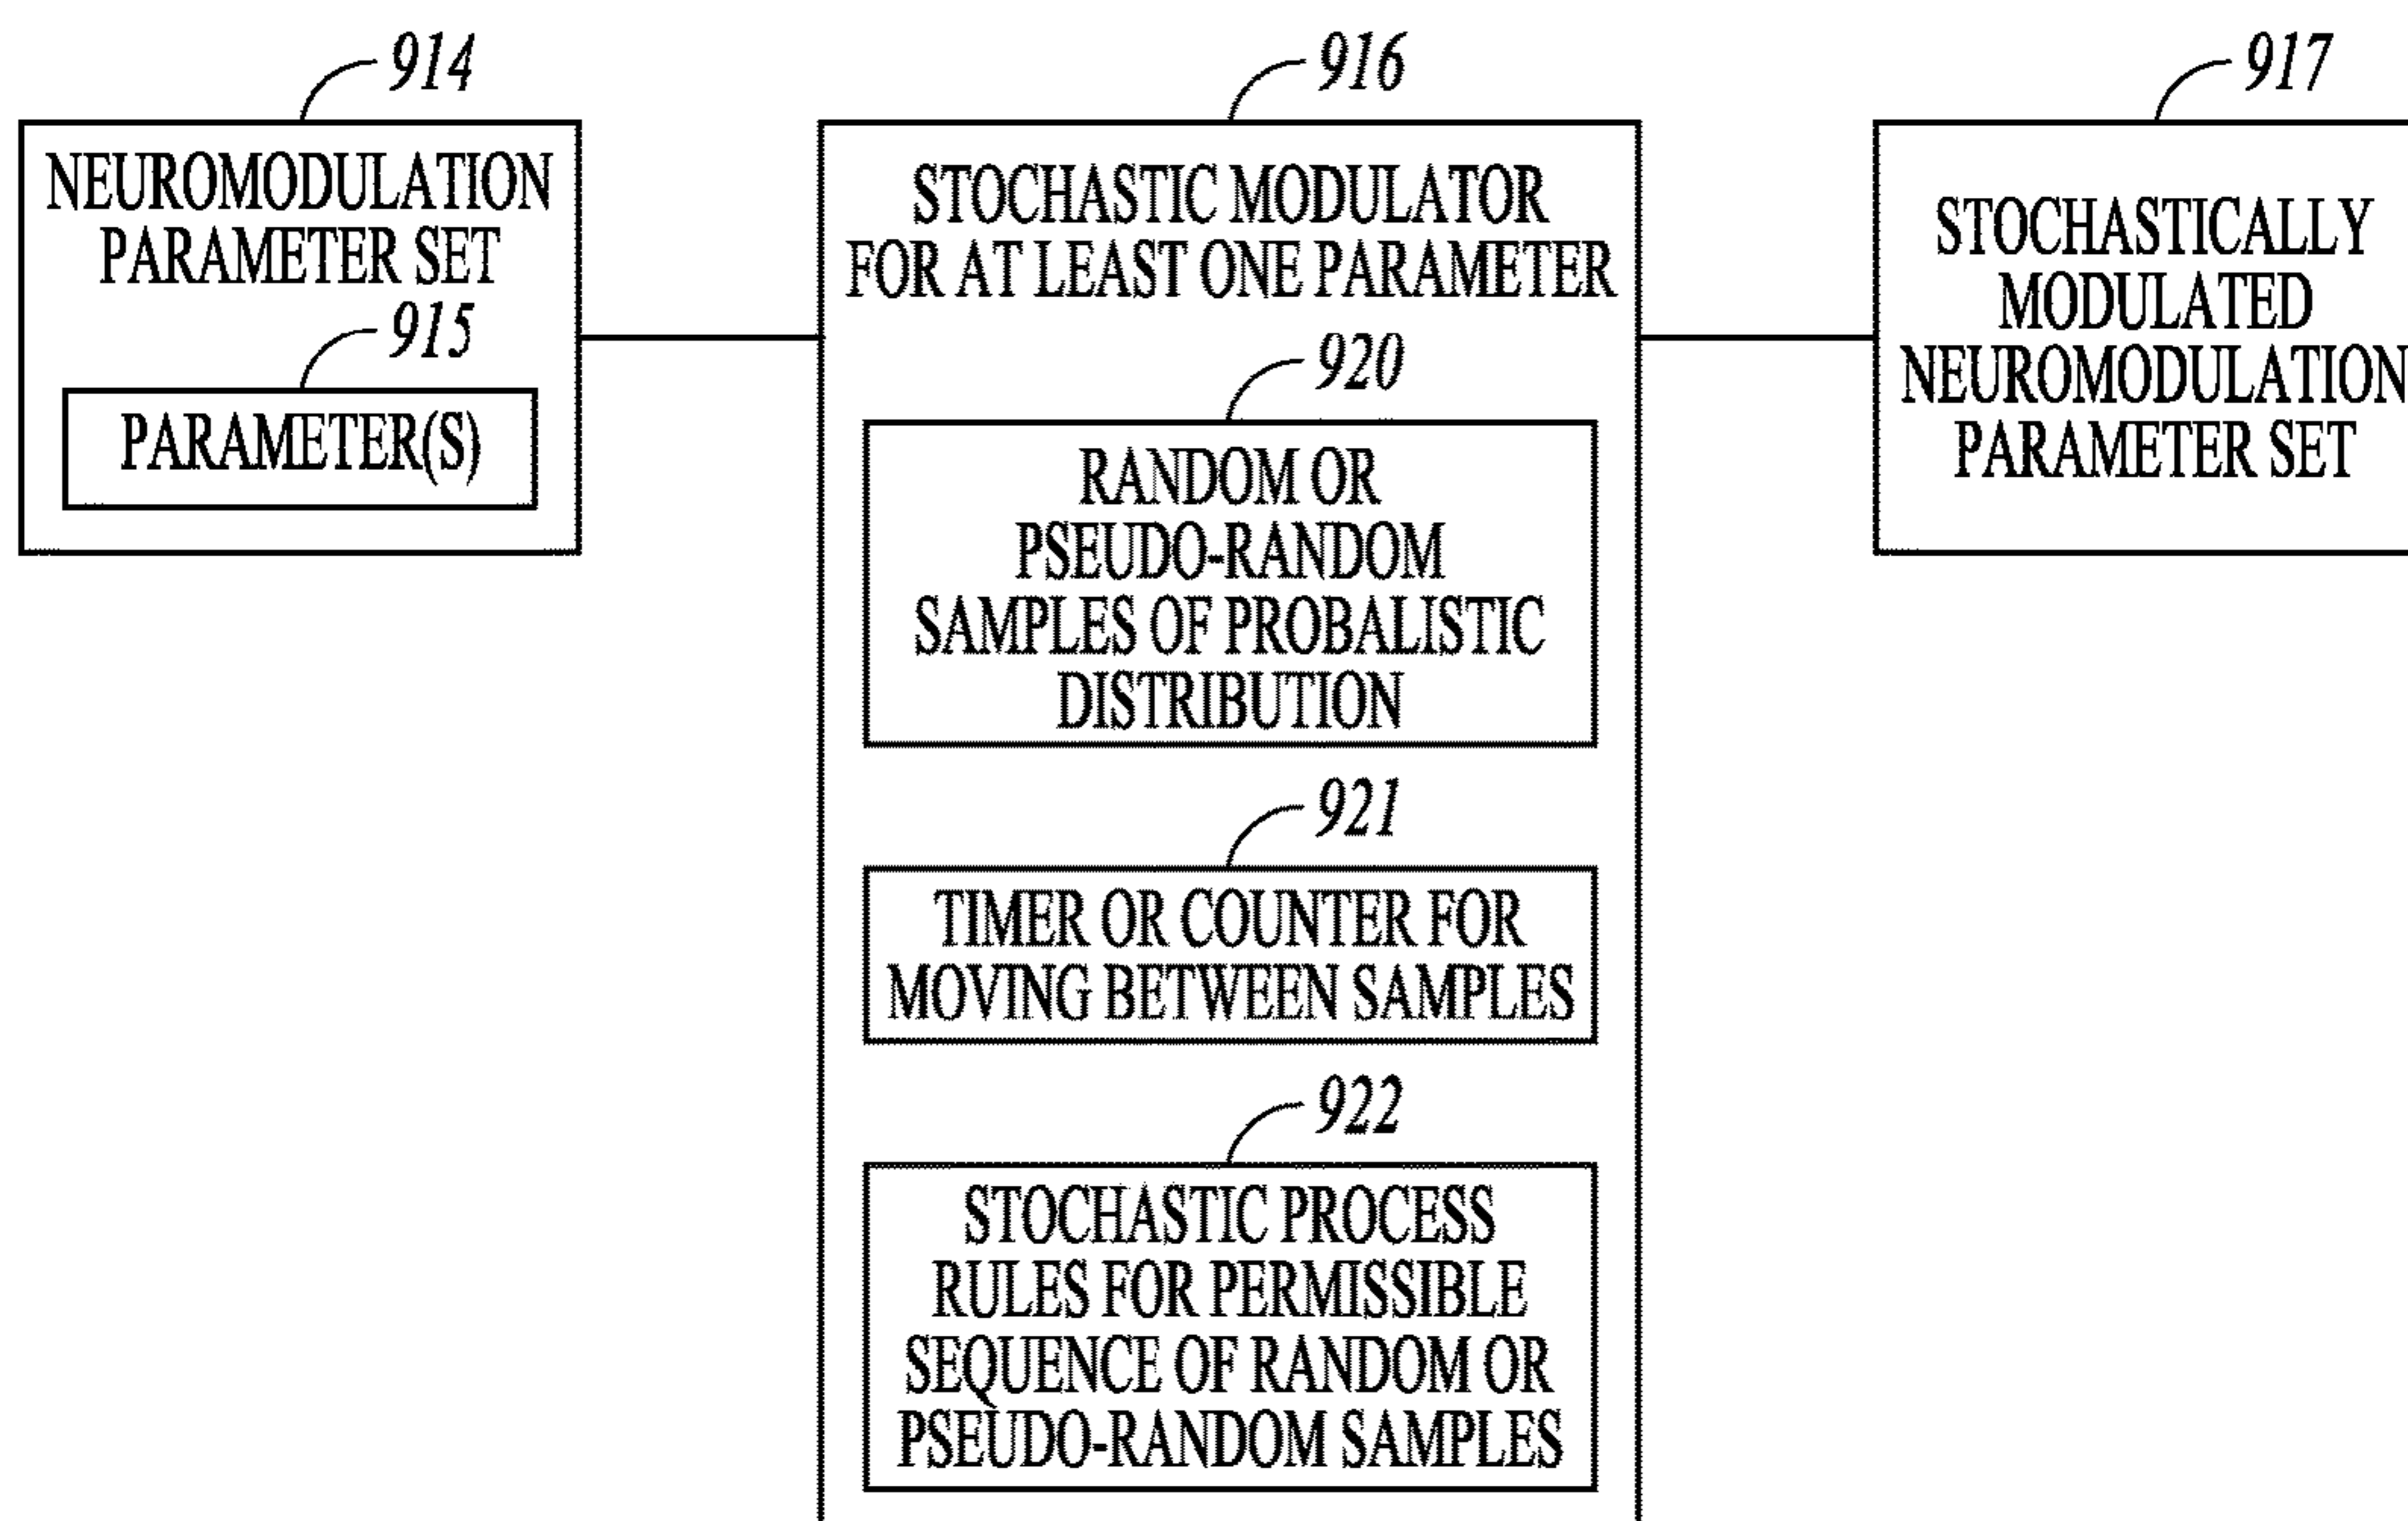 914
NEUROMODULATION
PARAMETER SET
915
PARAMETER(S)
916
STOCHASTIC MODULATOR
FOR AT LEAST ONE PARAMETER
920
RANDOM OR
PSEUDO-RANDOM
SAMPLES OF PROBALISTIC
DISTRIBUTION
921
TIMER OR COUNTER FOR
MOVING BETWEEN SAMPLES
922
STOCHASTIC PROCESS
RULES FOR PERMISSIBLE
SEQUENCE OF RANDOM OR
PSEUDO-RANDOM SAMPLES
917
STOCHASTICALLY
MODULATED
NEUROMODULATION
PARAMETER SET